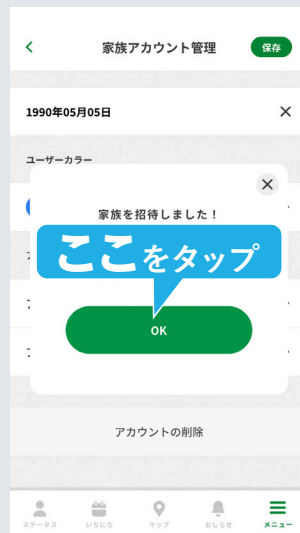 家族アカウント管理
保存
1990年05月05日
ユーザーカラー
家族を招待しました！
ここをタップ
OK
アカウントの削除
ステータス
いちにち
マップ
おしらせ
メニュー